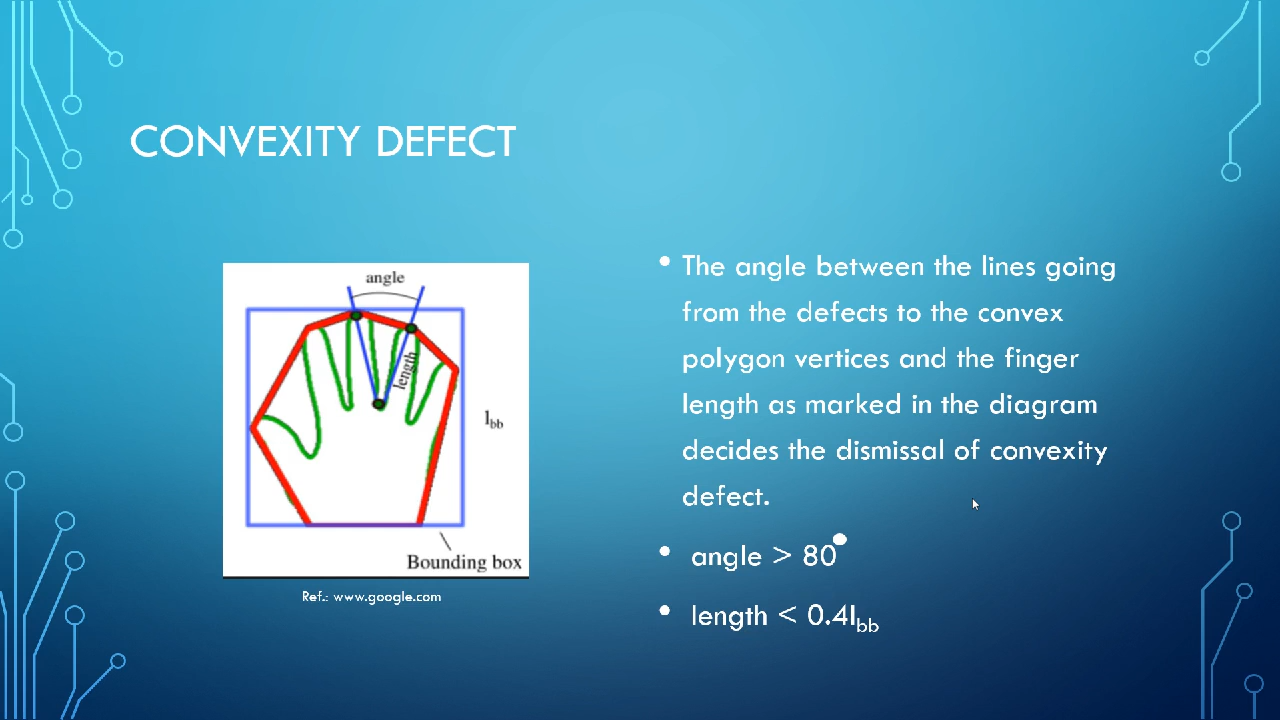 CONVEXITY DEFECT
angle
length
l_bb
Bounding box
Ref.: www.google.com
• The angle between the lines going
from the defects to the convex
polygon vertices and the finger
length as marked in the diagram
decides the dismissal of convexity
defect.
• angle > 80°
• length < 0.4l_bb